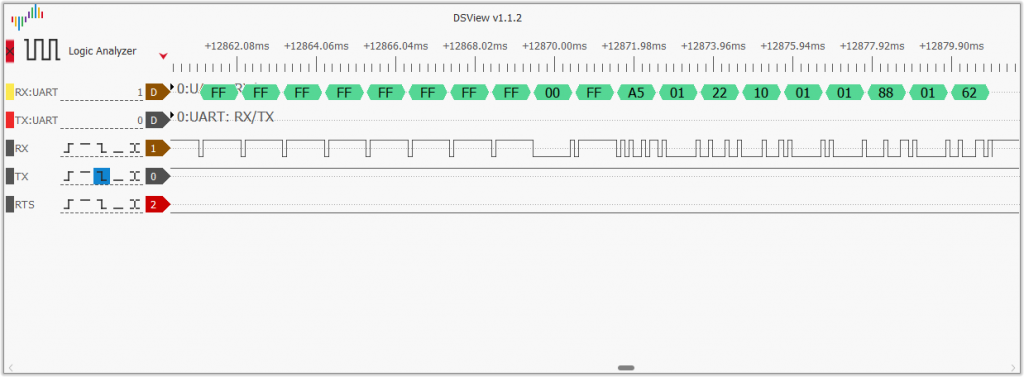 DSView v1.1.2
Logic Analyzer
+12862.08ms +12864.06ms +12866.04ms +12868.02ms +12870.00ms +12871.98ms +12873.96ms +12875.94ms +12877.92ms +12879.90ms
RX:UART 1 D 0:UART: FF FF FF FF FF FF FF FF 00 FF A5 01 22 10 01 01 88 01 62
TX:UART 0 D 0:UART: RX/TX
RX 1
TX 0
RTS 2